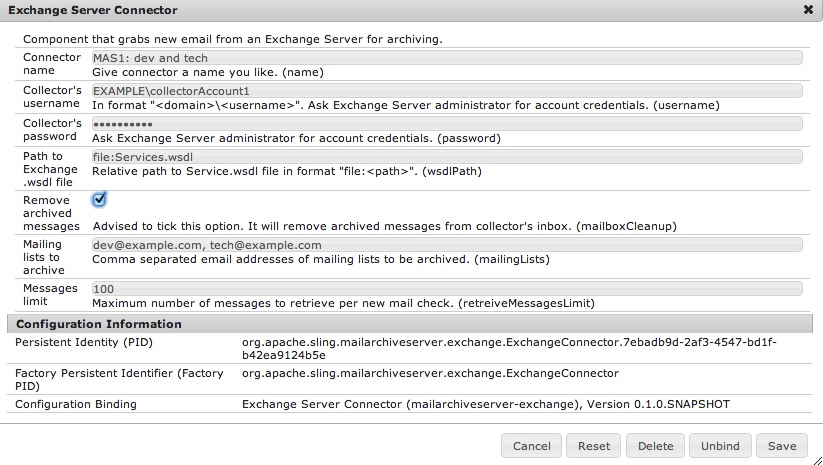 Exchange Server Connector
Component that grabs new email from an Exchange Server for archiving.
Connector name
MAS1: dev and tech
Give connector a name you like. (name)
Collector's username
EXAMPLE\collectorAccount1
In format "<domain>\<username>". Ask Exchange Server administrator for account credentials. (username)
Collector's password
••••••••••
Ask Exchange Server administrator for account credentials. (password)
Path to Exchange .wsdl file
file:Services.wsdl
Relative path to Service.wsdl file in format "file:<path>". (wsdlPath)
Remove archived messages
Advised to tick this option. It will remove archived messages from collector's inbox. (mailboxCleanup)
Mailing lists to archive
dev@example.com, tech@example.com
Comma separated email addresses of mailing lists to be archived. (mailingLists)
Messages limit
100
Maximum number of messages to retrieve per new mail check. (retreiveMessagesLimit)
Configuration Information
Persistent Identity (PID)
org.apache.sling.mailarchiveserver.exchange.ExchangeConnector.7ebadb9d-2af3-4547-bd1f-
b42ea9124b5e
Factory Persistent Identifier (Factory PID)
org.apache.sling.mailarchiveserver.exchange.ExchangeConnector
Configuration Binding
Exchange Server Connector (mailarchiveserver-exchange), Version 0.1.0.SNAPSHOT
Cancel
Reset
Delete
Unbind
Save